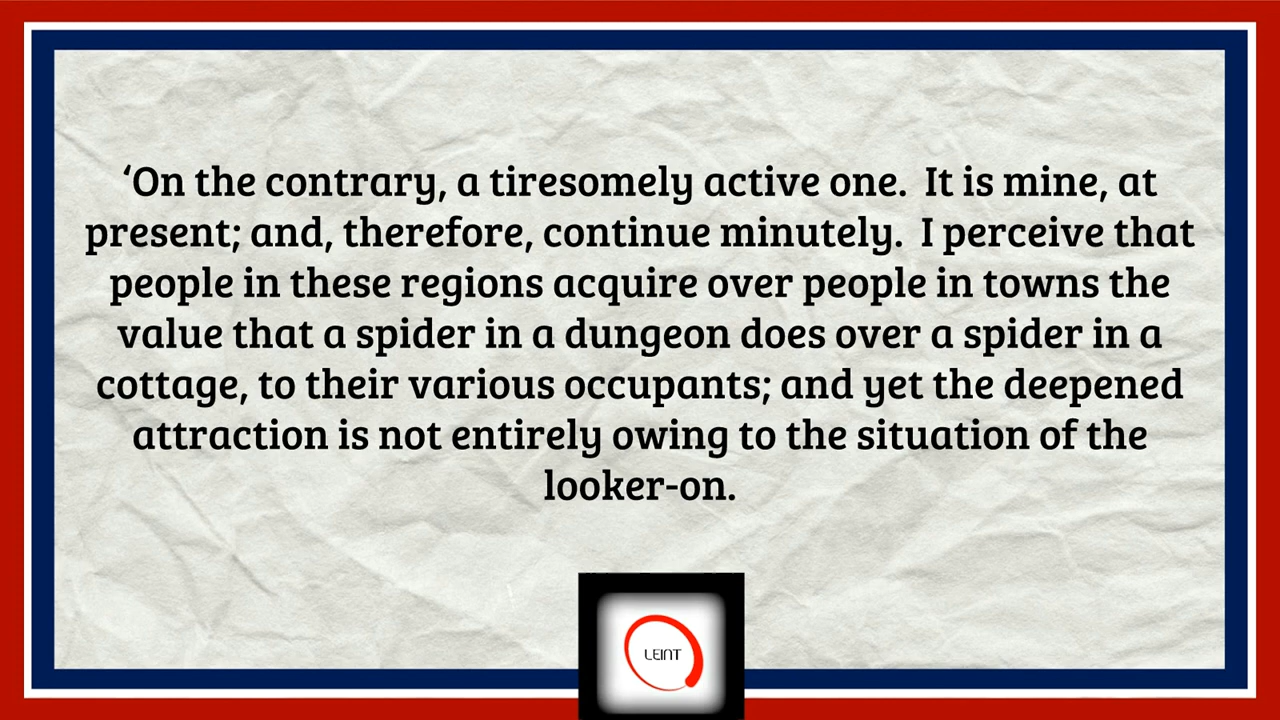 ‘On the contrary, a tiresomely active one.  It is mine, at
present; and, therefore, continue minutely.  I perceive that
people in these regions acquire over people in towns the
value that a spider in a dungeon does over a spider in a
cottage, to their various occupants; and yet the deepened
attraction is not entirely owing to the situation of the
looker-on.
LEINT